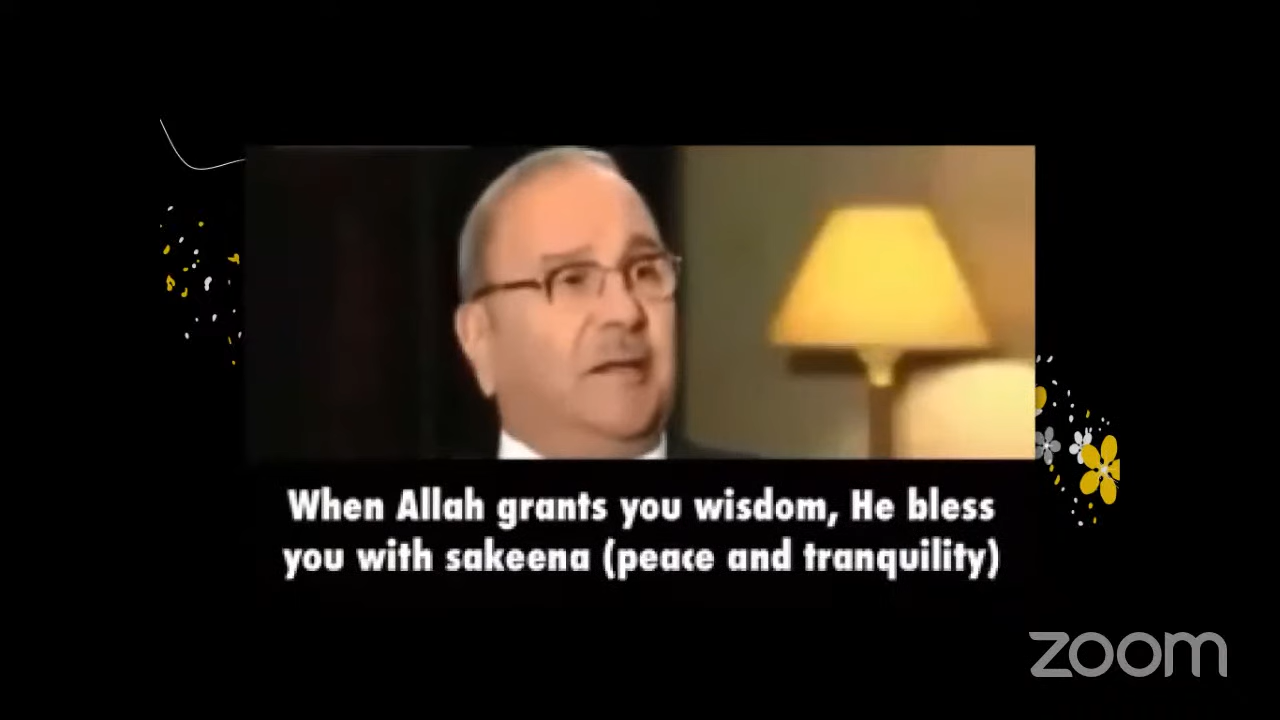 When Allah grants you wisdom, He bless
you with sakeena (peace and tranquility)
zoom